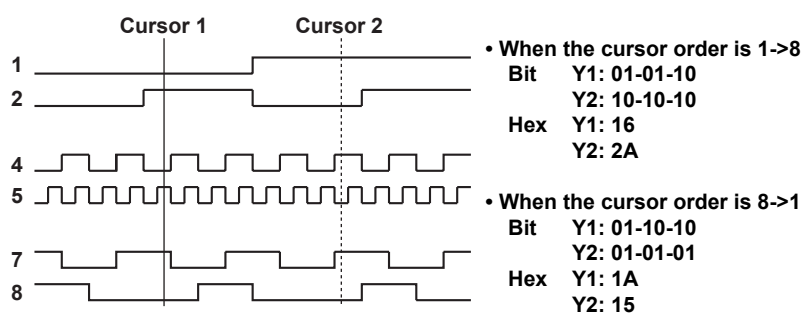 Cursor 1 Cursor 2
1
2
4
5
7
8
• When the cursor order is 1->8
Bit Y1: 01-01-10
Y2: 10-10-10
Hex Y1: 16
Y2: 2A
• When the cursor order is 8->1
Bit Y1: 01-10-10
Y2: 01-01-01
Hex Y1: 1A
Y2: 15